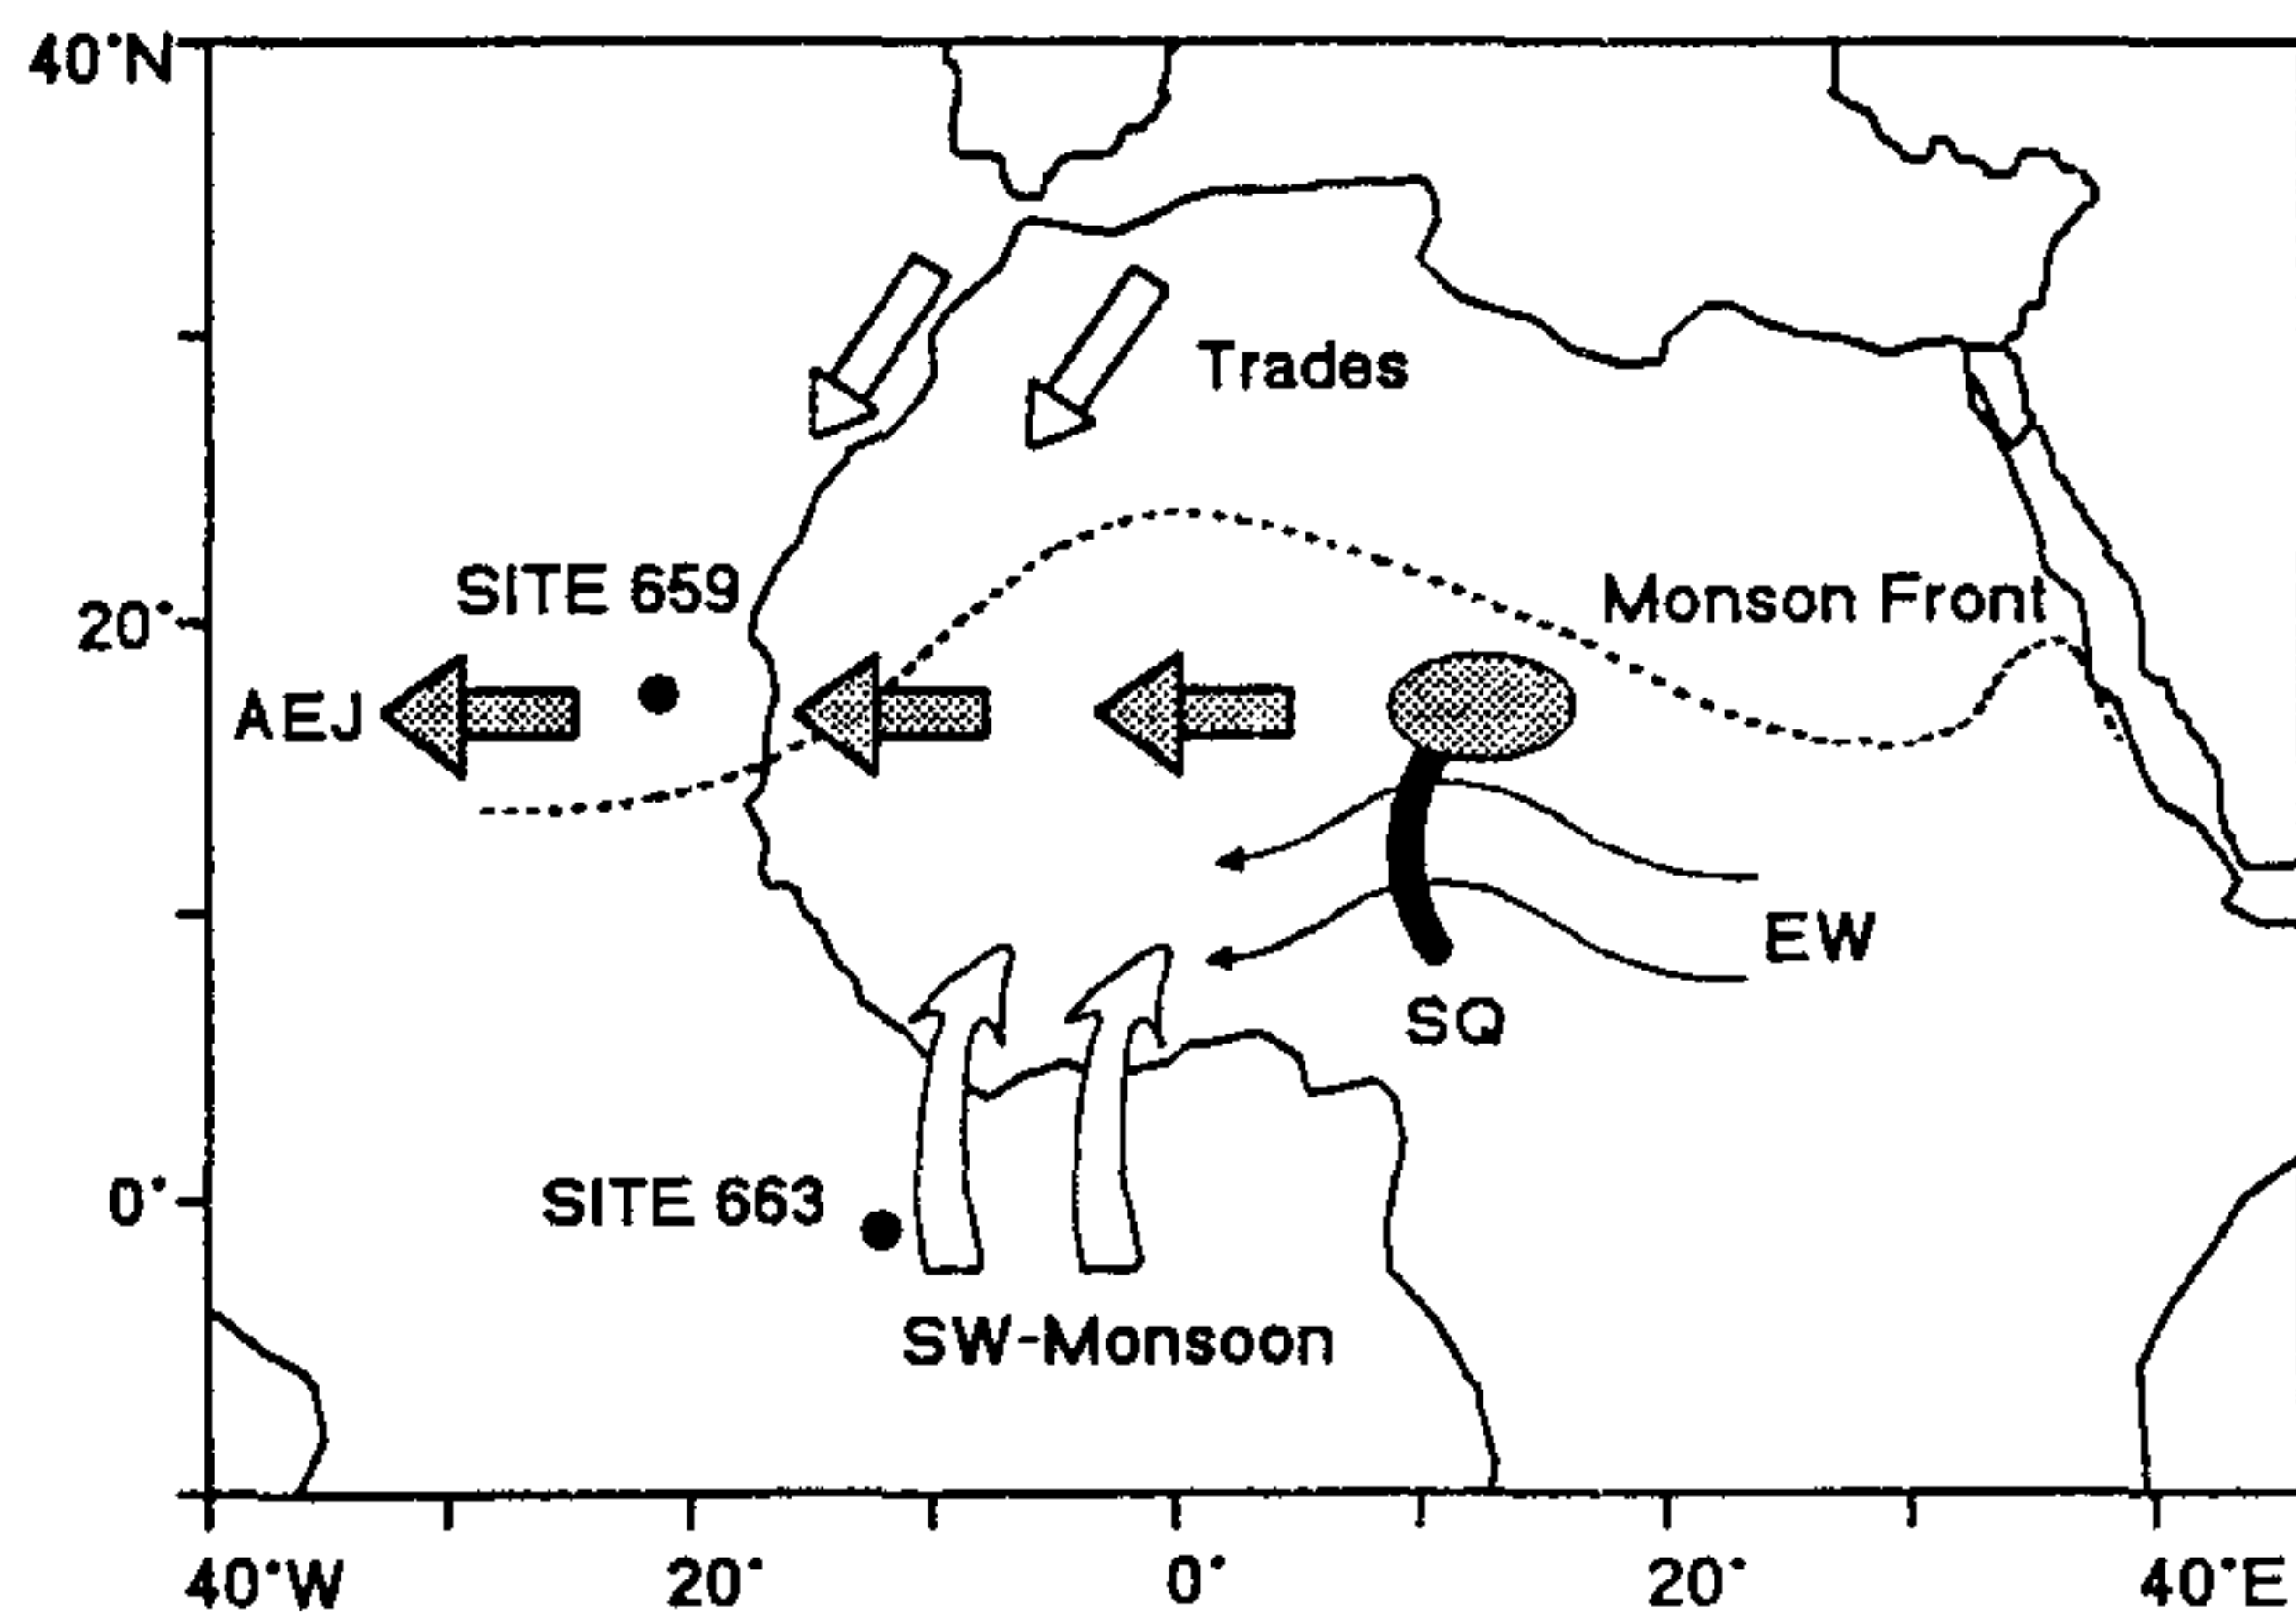 40°N
Trades
SITE 659
Monson Front
20°
AEJ
EW
SQ
SITE 663
0°
SW-Monsoon
40°W
20°
0°
20°
40°E